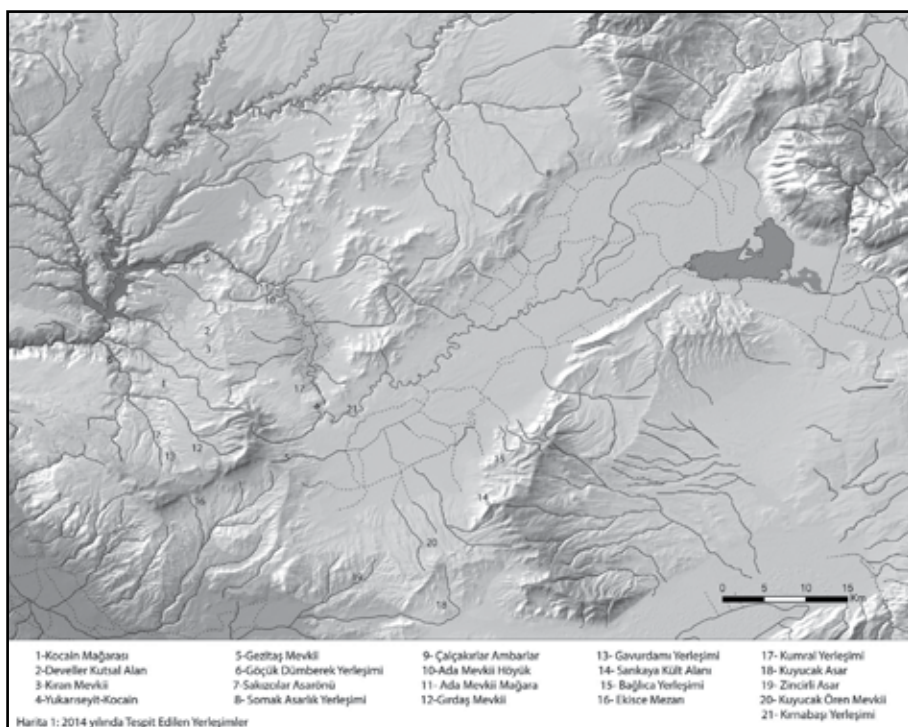 0 5 10 15
Km
1-Kocain Mağarası
2-Develler Kutsal Alan
3-Kıran Mevkii
4-Yukarıseyit-Kocain
5-Gezitaş Mevkii
6-Göçük Dümberek Yerleşimi
7-Sakızcılar Asarönü
8- Somak Asarlık Yerleşimi
9- Çalçakırlar Ambarlar
10-Ada Mevkii Höyük
11- Ada Mevkii Mağara
12-Gırdaş Mevkii
13- Gavurdamı Yerleşimi
14- Sarıkaya Kült Alanı
15- Bağlıca Yerleşimi
16- Ekisce Mezarı
17- Kumral Yerleşimi
18- Kuyucak Asar
19- Zincirli Asar
20- Kuyucak Ören Mevkii
21- Kırnabaşı Yerleşimi
Harita 1: 2014 yılında Tespit Edilen Yerleşimler